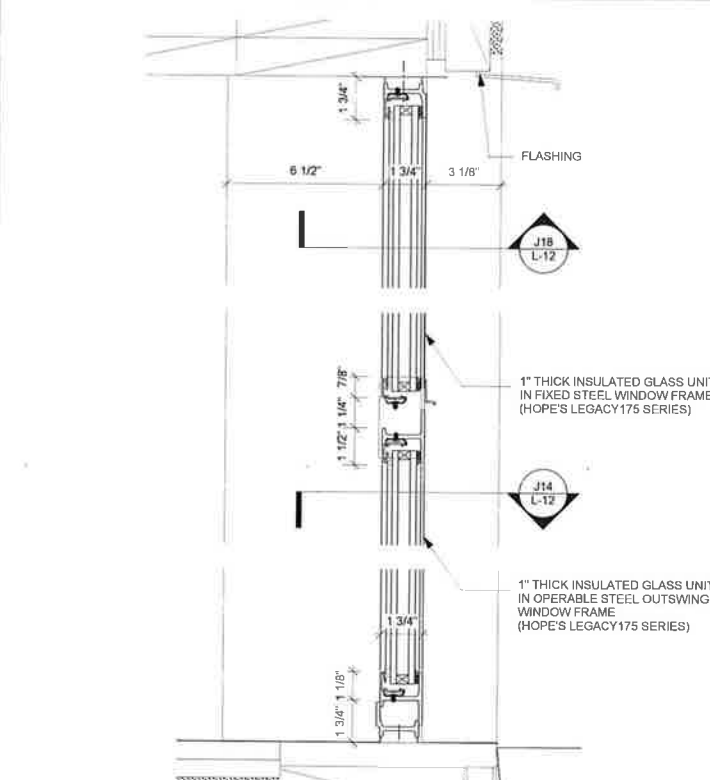 1 3/4"
FLASHING
6 1/2"
1 3/4"
3 1/8"
J18
L-12
1" THICK INSULATED GLASS UNIT
IN FIXED STEEL WINDOW FRAME
(HOPE'S LEGACY175 SERIES)
7/8"
1 1/4"
1 1/2"
J14
L-12
1" THICK INSULATED GLASS UNIT
IN OPERABLE STEEL OUTSWING
WINDOW FRAME
(HOPE'S LEGACY175 SERIES)
1 3/4"
1 1/8"
1 3/4"